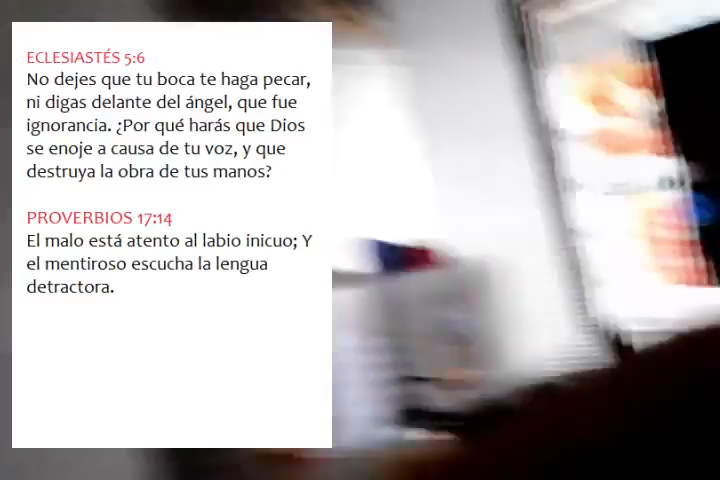 ECLESIASTÉS 5:6
No dejes que tu boca te haga pecar,
ni digas delante del ángel, que fue
ignorancia. ¿Por qué harás que Dios
se enoje a causa de tu voz, y que
destruya la obra de tus manos?
PROVERBIOS 17:14
El malo está atento al labio inicuo; Y
el mentiroso escucha la lengua
detractora.